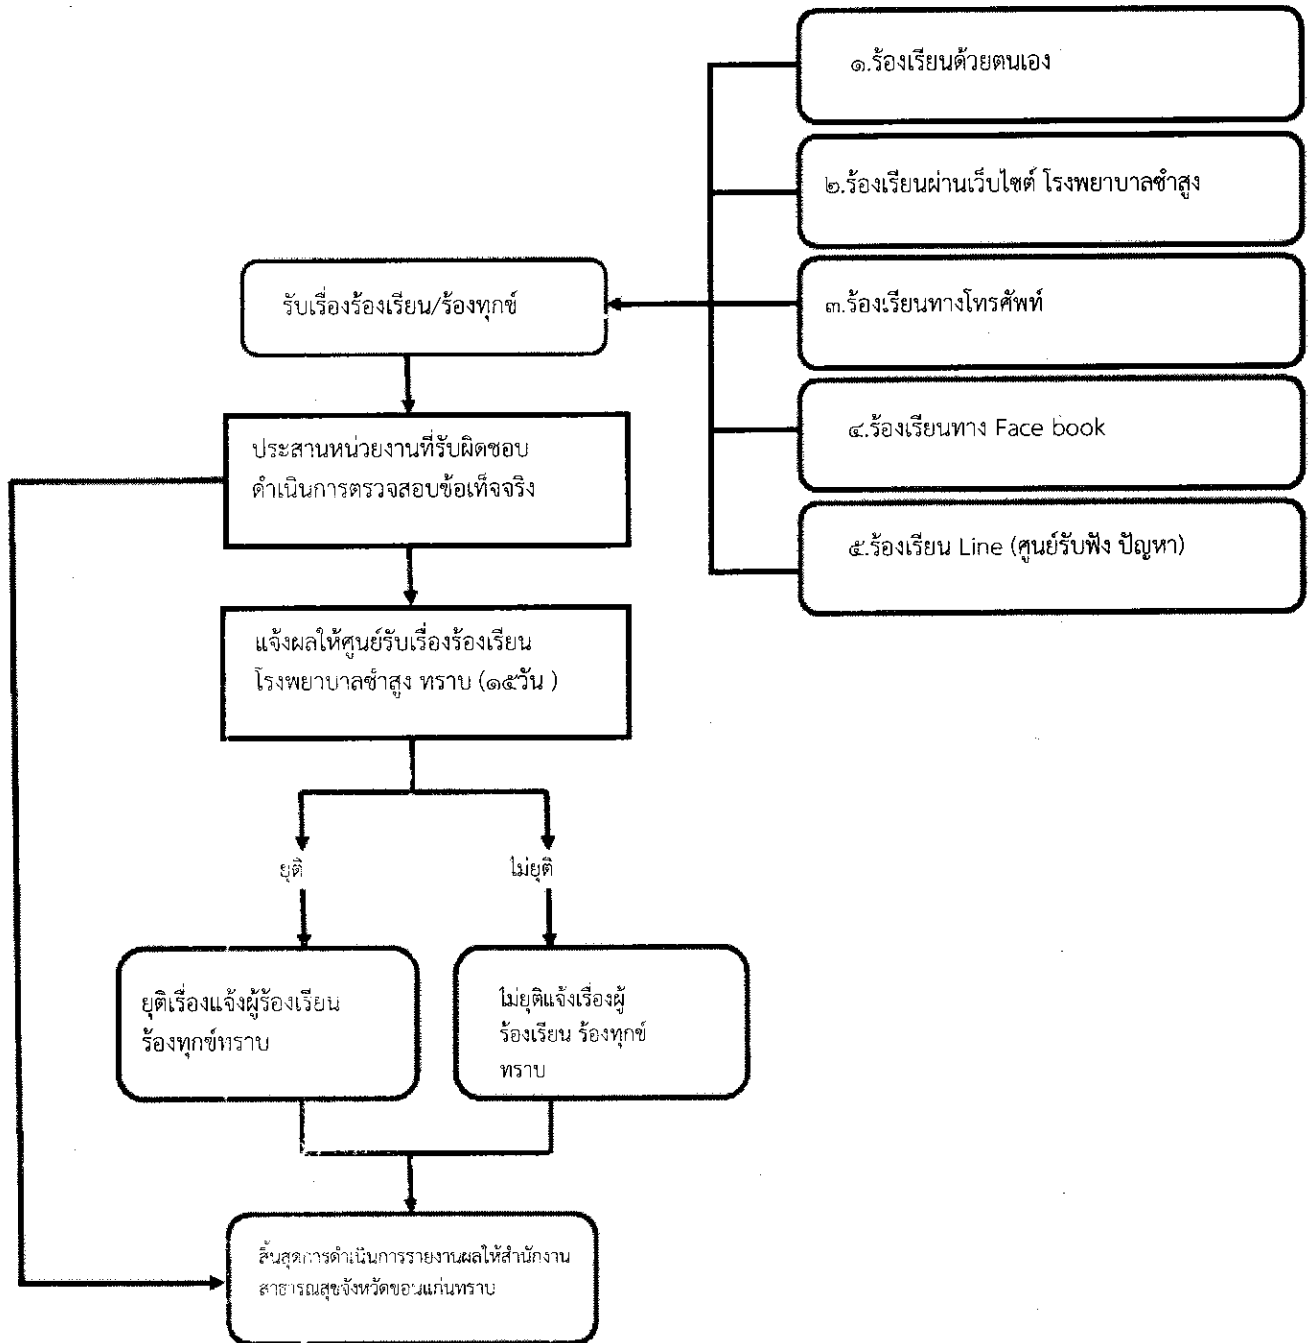 ๑.ร้องเรียนด้วยตนเอง
๒.ร้องเรียนผ่านเว็บไซต์ โรงพยาบาลซำสูง
รับเรื่องร้องเรียน/ร้องทุกข์
๓.ร้องเรียนทางโทรศัพท์
๔.ร้องเรียนทาง Face book
๕.ร้องเรียน Line (ศูนย์รับฟัง ปัญหา)
ประสานหน่วยงานที่รับผิดชอบ
ดำเนินการตรวจสอบข้อเท็จจริง
แจ้งผลให้ศูนย์รับเรื่องร้องเรียน
โรงพยาบาลซำสูง ทราบ (๑๕วัน )
ยุติ
ไม่ยุติ
ยุติเรื่องแจ้งผู้ร้องเรียน
ร้องทุกข์ทราบ
ไม่ยุติแจ้งเรื่องผู้
ร้องเรียน ร้องทุกข์
ทราบ
สิ้นสุดการดำเนินการรายงานผลให้สำนักงาน
สาธารณสุขจังหวัดขอนแก่นทราบ